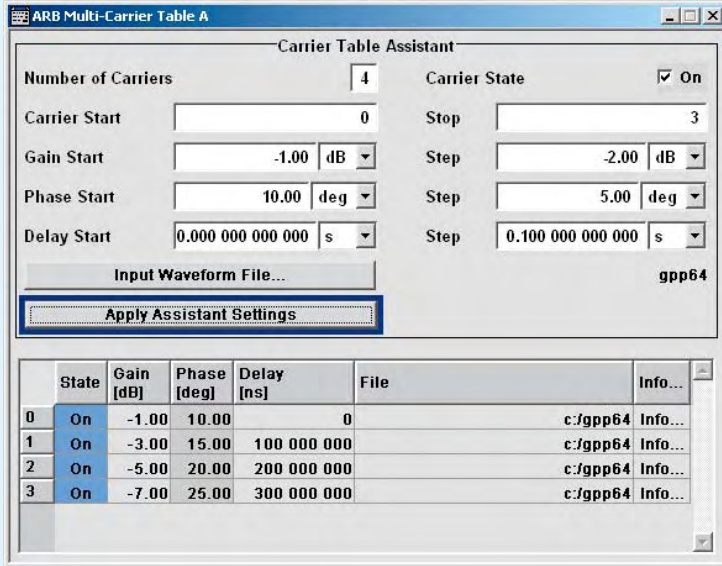 ARB Multi-Carrier Table A
Carrier Table Assistant
Number of Carriers 4 Carrier State On
Carrier Start 0 Stop 3
Gain Start -1.00 dB Step -2.00 dB
Phase Start 10.00 deg Step 5.00 deg
Delay Start 0.000 000 000 000 s Step 0.100 000 000 000 s
Input Waveform File... gpp64
Apply Assistant Settings
State Gain [dB] Phase [deg] Delay [ns] File Info...
0 On -1.00 10.00 0 c:/gpp64 Info...
1 On -3.00 15.00 100 000 000 c:/gpp64 Info...
2 On -5.00 20.00 200 000 000 c:/gpp64 Info...
3 On -7.00 25.00 300 000 000 c:/gpp64 Info...